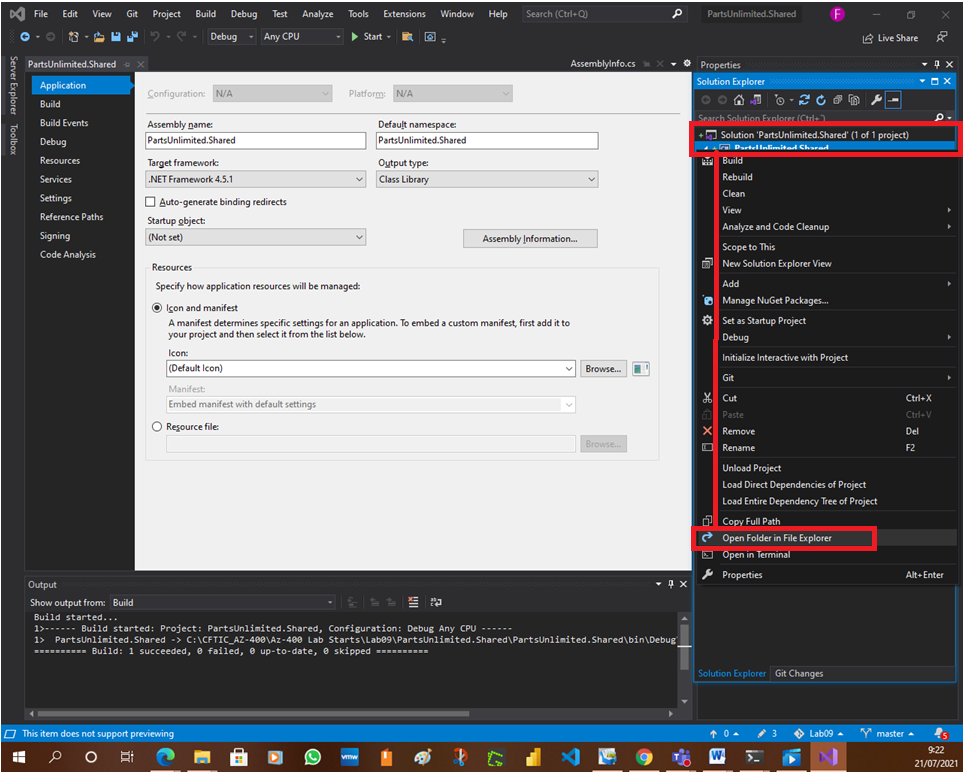 File Edit View Git Project Build Debug Test Analyze Tools Extensions Window Help Search (Ctrl+Q) PartsUnlimited.Shared F
Debug Any CPU Start Live Share
Server Explorer
Toolbox
PartsUnlimited.Shared AssemblyInfo.cs
Application
Build
Build Events
Debug
Resources
Services
Settings
Reference Paths
Signing
Code Analysis
Configuration: N/A Platform: N/A
Assembly name: Default namespace:
PartsUnlimited.Shared PartsUnlimited.Shared
Target framework: Output type:
.NET Framework 4.5.1 Class Library
Auto-generate binding redirects
Startup object:
(Not set) Assembly Information...
Resources
Specify how application resources will be managed:
Icon and manifest
A manifest determines specific settings for an application. To embed a custom manifest, first add it to
your project and then select it from the list below.
Icon:
(Default Icon) Browse...
Manifest:
Embed manifest with default settings
Resource file:
Browse...
Properties
Solution Explorer
Search Solution Explorer (Ctrl+¨)
Solution 'PartsUnlimited.Shared' (1 of 1 project)
PartsUnlimited.Shared
Build
Rebuild
Clean
View
Analyze and Code Cleanup
Scope to This
New Solution Explorer View
Add
Manage NuGet Packages...
Set as Startup Project
Debug
Initialize Interactive with Project
Git
Cut Ctrl+X
Paste Ctrl+V
Remove Del
Rename F2
Unload Project
Load Direct Dependencies of Project
Load Entire Dependency Tree of Project
Copy Full Path
Open Folder in File Explorer
Open in Terminal
Properties Alt+Enter
Solution Explorer Git Changes
Output
Show output from: Build
Build started...
1>------ Build started: Project: PartsUnlimited.Shared, Configuration: Debug Any CPU ------
1> PartsUnlimited.Shared -> C:\CFTIC_AZ-400\Az-400 Lab Starts\Lab09\PartsUnlimited.Shared\PartsUnlimited.Shared\bin\Debug
========== Build: 1 succeeded, 0 failed, 0 up-to-date, 0 skipped ==========
This item does not support previewing 0 3 Lab09 master 5
vmw
9:22
21/07/2021